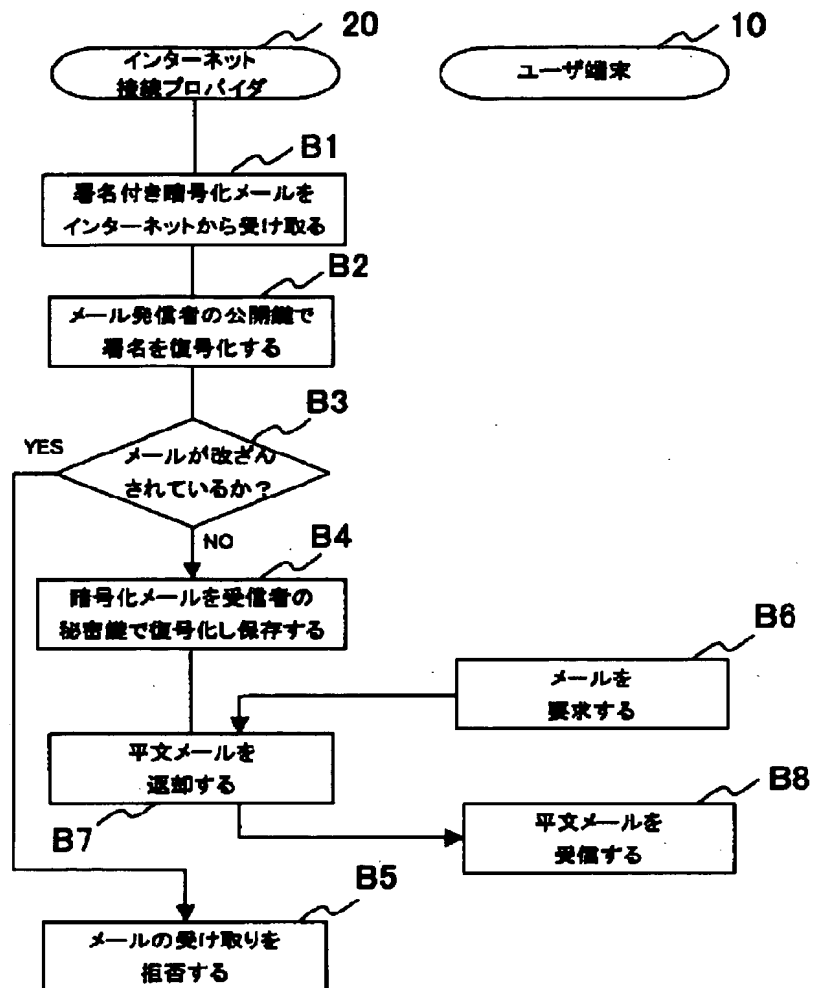 20
インターネット
接線プロバイダ
10
ユーザ端末
B1
署名付き暗号化メールを
インターネットから受け取る
B2
メール発信者の公開鍵で
署名を復号化する
B3
YES
メールが改ざん
されているか？
NO
B4
暗号化メールを受信者の
秘密鍵で復号化し保存する
B6
メールを
要求する
平文メールを
返却する
B7
B8
平文メールを
受信する
B5
メールの受け取りを
拒否する